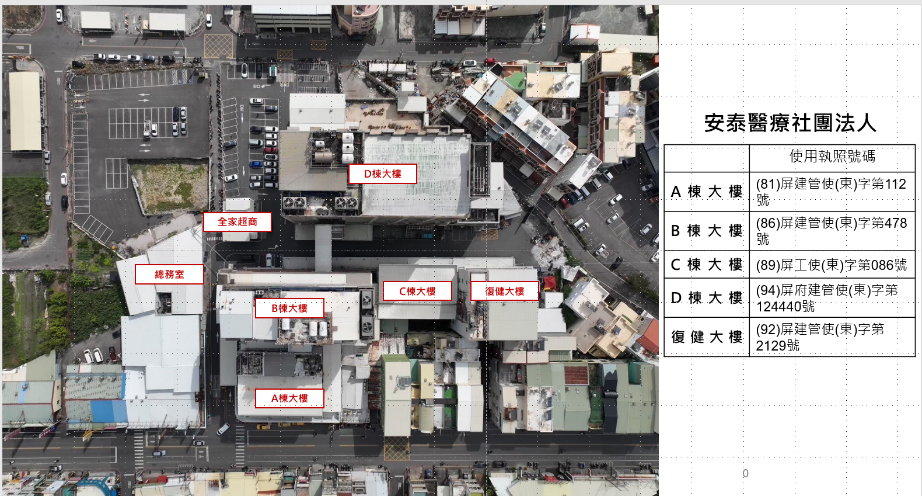 D棟大樓
全家超商
總務室
C棟大樓
復健大樓
B棟大樓
A棟大樓
安泰醫療社團法人
使用執照號碼
A棟大樓
(81)屏建管使(東)字第112
號
B棟大樓
(86)屏建管使(東)字第478
號
C棟大樓
(89)屏工使(東)字第086號
D棟大樓
(94)屏府建管使(東)字第
124440號
復健大樓
(92)屏建管使(東)字第
2129號
0